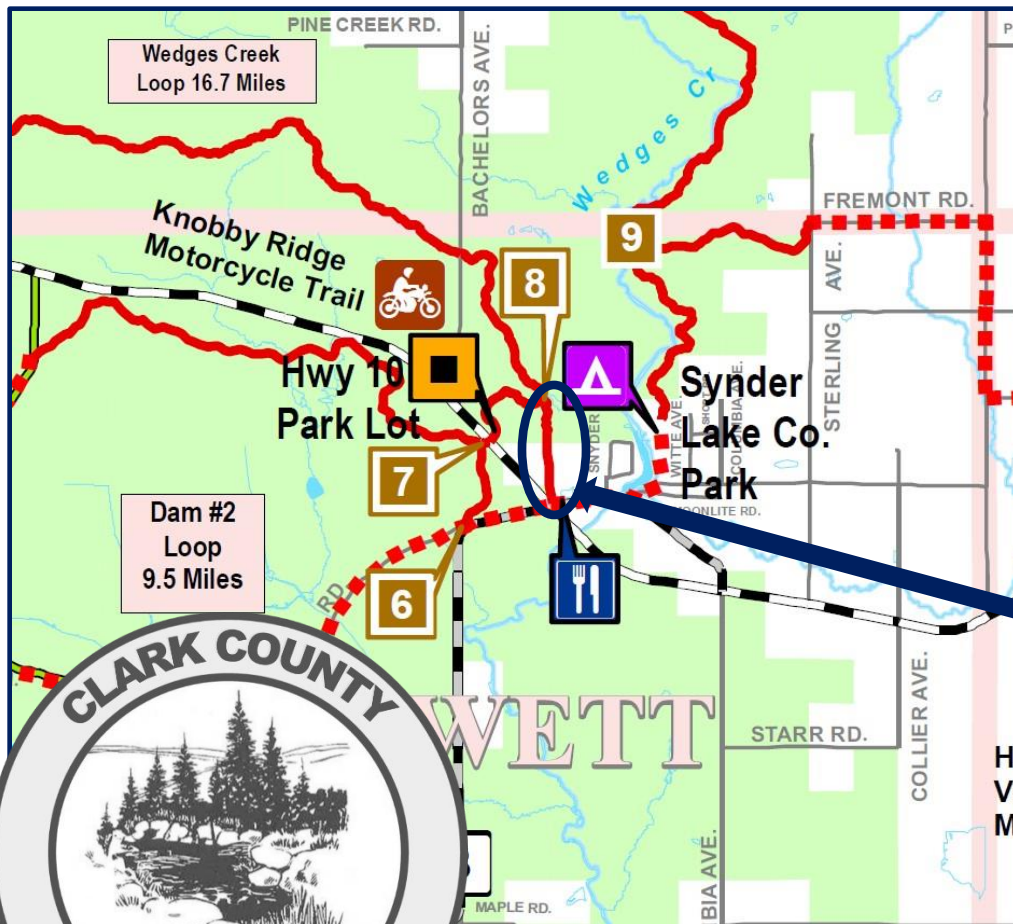 PINE CREEK RD.
Wedges Creek
Loop 16.7 Miles
BACHELORS AVE.
Wedges Cr
FREMONT RD.
Knobby Ridge
Motorcycle Trail
9
8
STERLING AVE.
Hwy 10
Park Lot
Synder
Lake Co.
Park
SNYDER
WITTE AVE.
COLUMBIA AVE.
7
Dam #2
Loop
9.5 Miles
6
RD
CLARK COUNTY
WETT
STARR RD.
COLLIER AVE.
H
V
M
BIA AVE.
MAPLE RD.